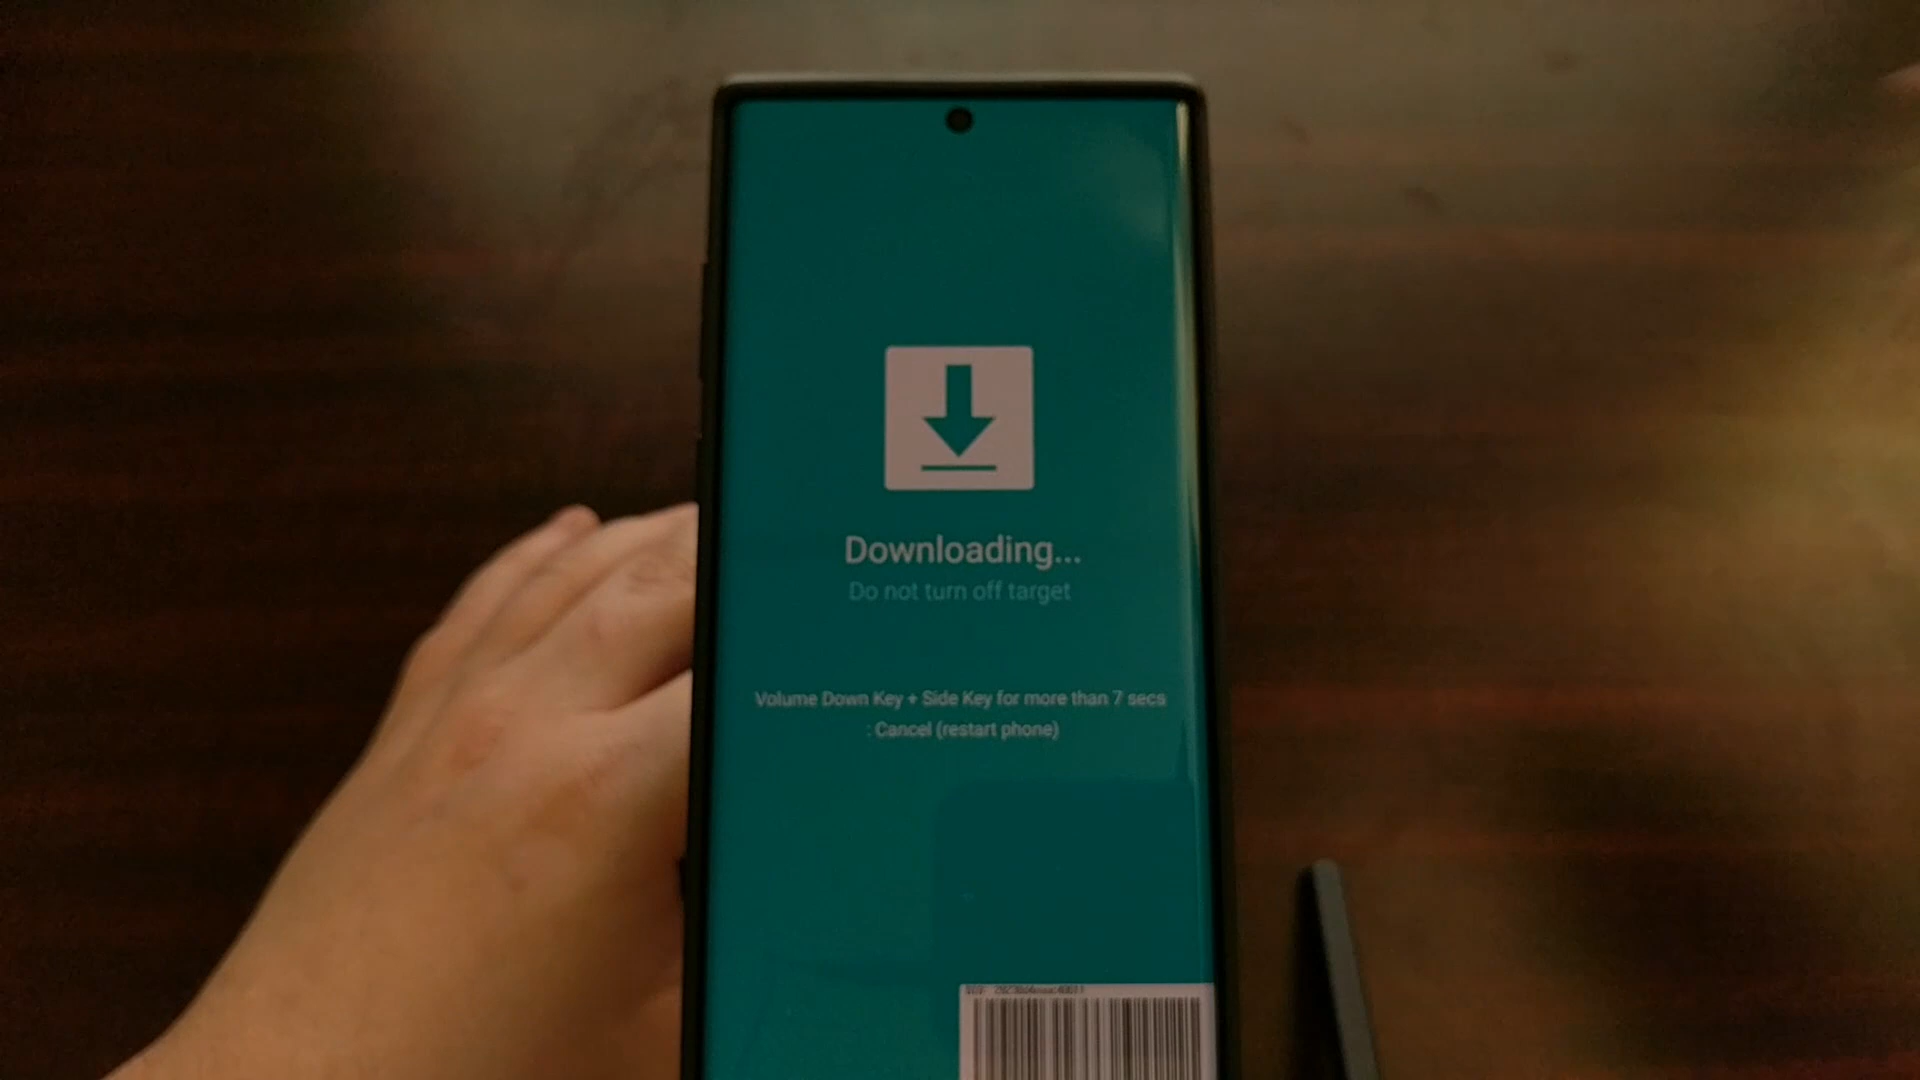 Downloading...
Do not turn off target
Volume Down Key + Side Key for more than 7 secs
: Cancel (restart phone)